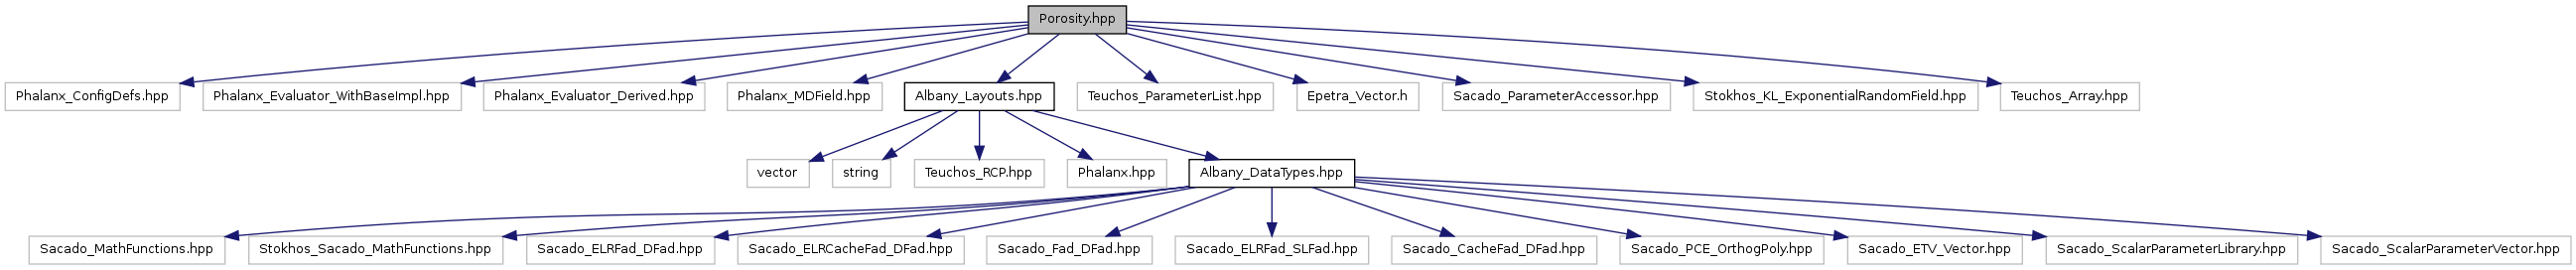 Porosity.hpp
Phalanx_ConfigDefs.hpp
Phalanx_Evaluator_WithBaseImpl.hpp
Phalanx_Evaluator_Derived.hpp
Phalanx_MDField.hpp
Albany_Layouts.hpp
Teuchos_ParameterList.hpp
Epetra_Vector.h
Sacado_ParameterAccessor.hpp
Stokhos_KL_ExponentialRandomField.hpp
Teuchos_Array.hpp
vector
string
Teuchos_RCP.hpp
Phalanx.hpp
Albany_DataTypes.hpp
Sacado_MathFunctions.hpp
Stokhos_Sacado_MathFunctions.hpp
Sacado_ELRFad_DFad.hpp
Sacado_ELRCacheFad_DFad.hpp
Sacado_Fad_DFad.hpp
Sacado_ELRFad_SLFad.hpp
Sacado_CacheFad_DFad.hpp
Sacado_PCE_OrthogPoly.hpp
Sacado_ETV_Vector.hpp
Sacado_ScalarParameterLibrary.hpp
Sacado_ScalarParameterVector.hpp